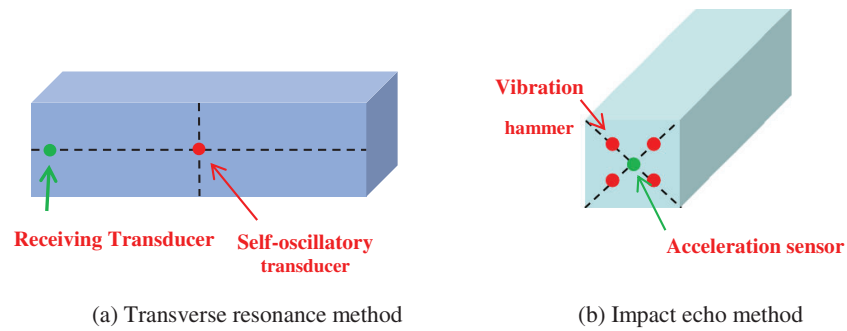 Receiving Transducer
Self-oscillatory
transducer
(a) Transverse resonance method
Vibration
hammer
Acceleration sensor
(b) Impact echo method